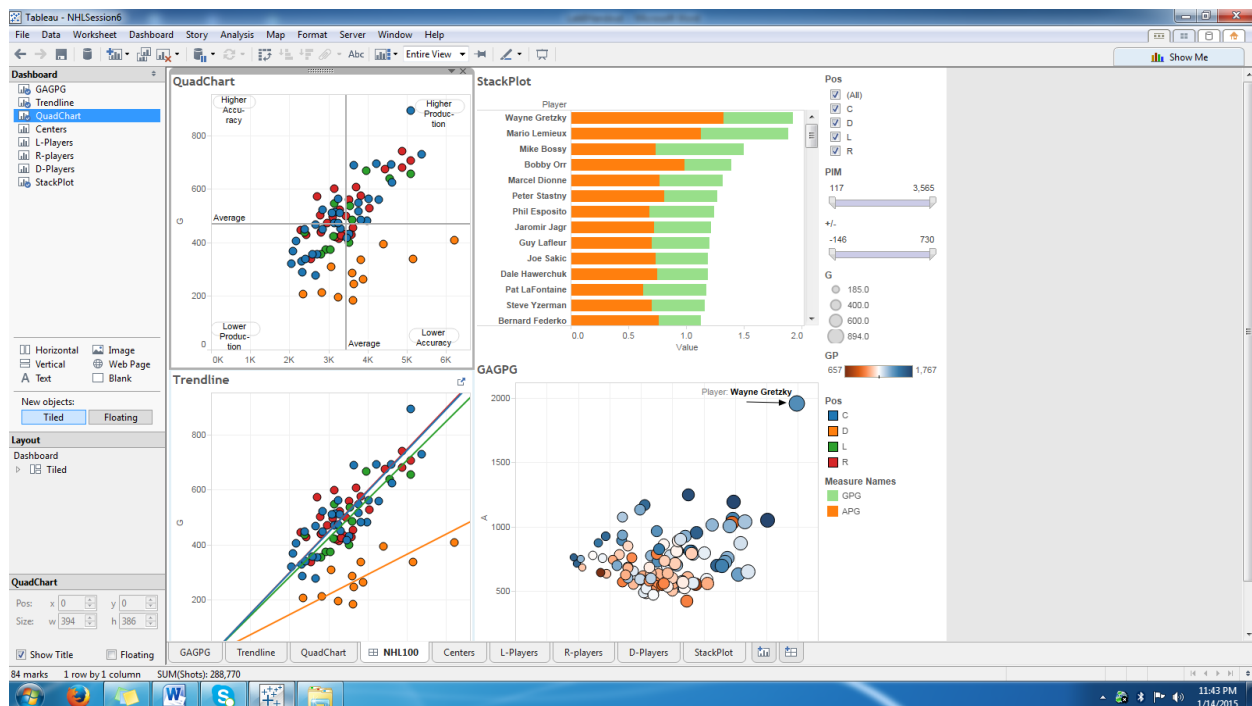 Tableau - NHLSession6
File Data Worksheet Dashboard Story Analysis Map Format Server Window Help
Abc Entire View
Show Me
Dashboard
GAGPG
Trendline
QuadChart
Centers
L-Players
R-players
D-Players
StackPlot
Horizontal Image
Vertical Web Page
A Text Blank
New objects:
Tiled Floating
Layout
Dashboard
Tiled
QuadChart
Pos: x 0 y 0
Size: w 394 h 386
Show Title Floating
QuadChart
Higher
Accu-
racy
Higher
Produc-
tion
800
600
400
200
0
G
Average
Lower
Produc-
tion
Average
Lower
Accuracy
0K 1K 2K 3K 4K 5K 6K
StackPlot
Player
Wayne Gretzky
Mario Lemieux
Mike Bossy
Bobby Orr
Marcel Dionne
Peter Stastny
Phil Esposito
Jaromir Jagr
Guy Lafleur
Joe Sakic
Dale Hawerchuk
Pat LaFontaine
Steve Yzerman
Bernard Federko
0.0 0.5 1.0 1.5 2.0
Value
Trendline
800
600
400
200
G
GAGPG
Player: Wayne Gretzky
2000
1500
1000
500
A
Pos
(All)
C
D
L
R
PIM
117 3,565
+/-
-146 730
G
185.0
400.0
600.0
894.0
GP
657 1,767
Pos
C
D
L
R
Measure Names
GPG
APG
GAGPG Trendline QuadChart NHL100 Centers L-Players R-players D-Players StackPlot
84 marks 1 row by 1 column SUM(Shots): 288,770
11:43 PM
1/14/2015